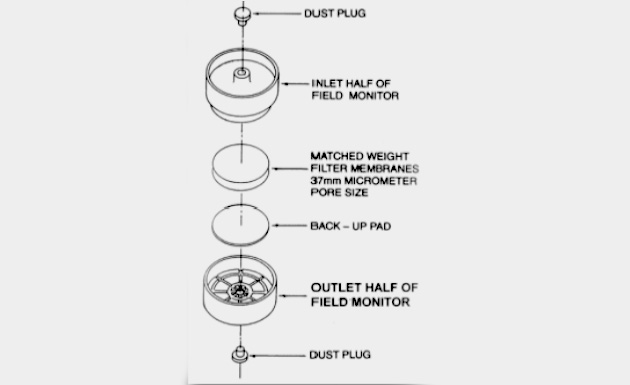 DUST PLUG
INLET HALF OF
FIELD MONITOR
MATCHED WEIGHT
FILTER MEMBRANES
37mm MICROMETER
PORE SIZE
BACK – UP PAD
OUTLET HALF OF
FIELD MONITOR
DUST PLUG